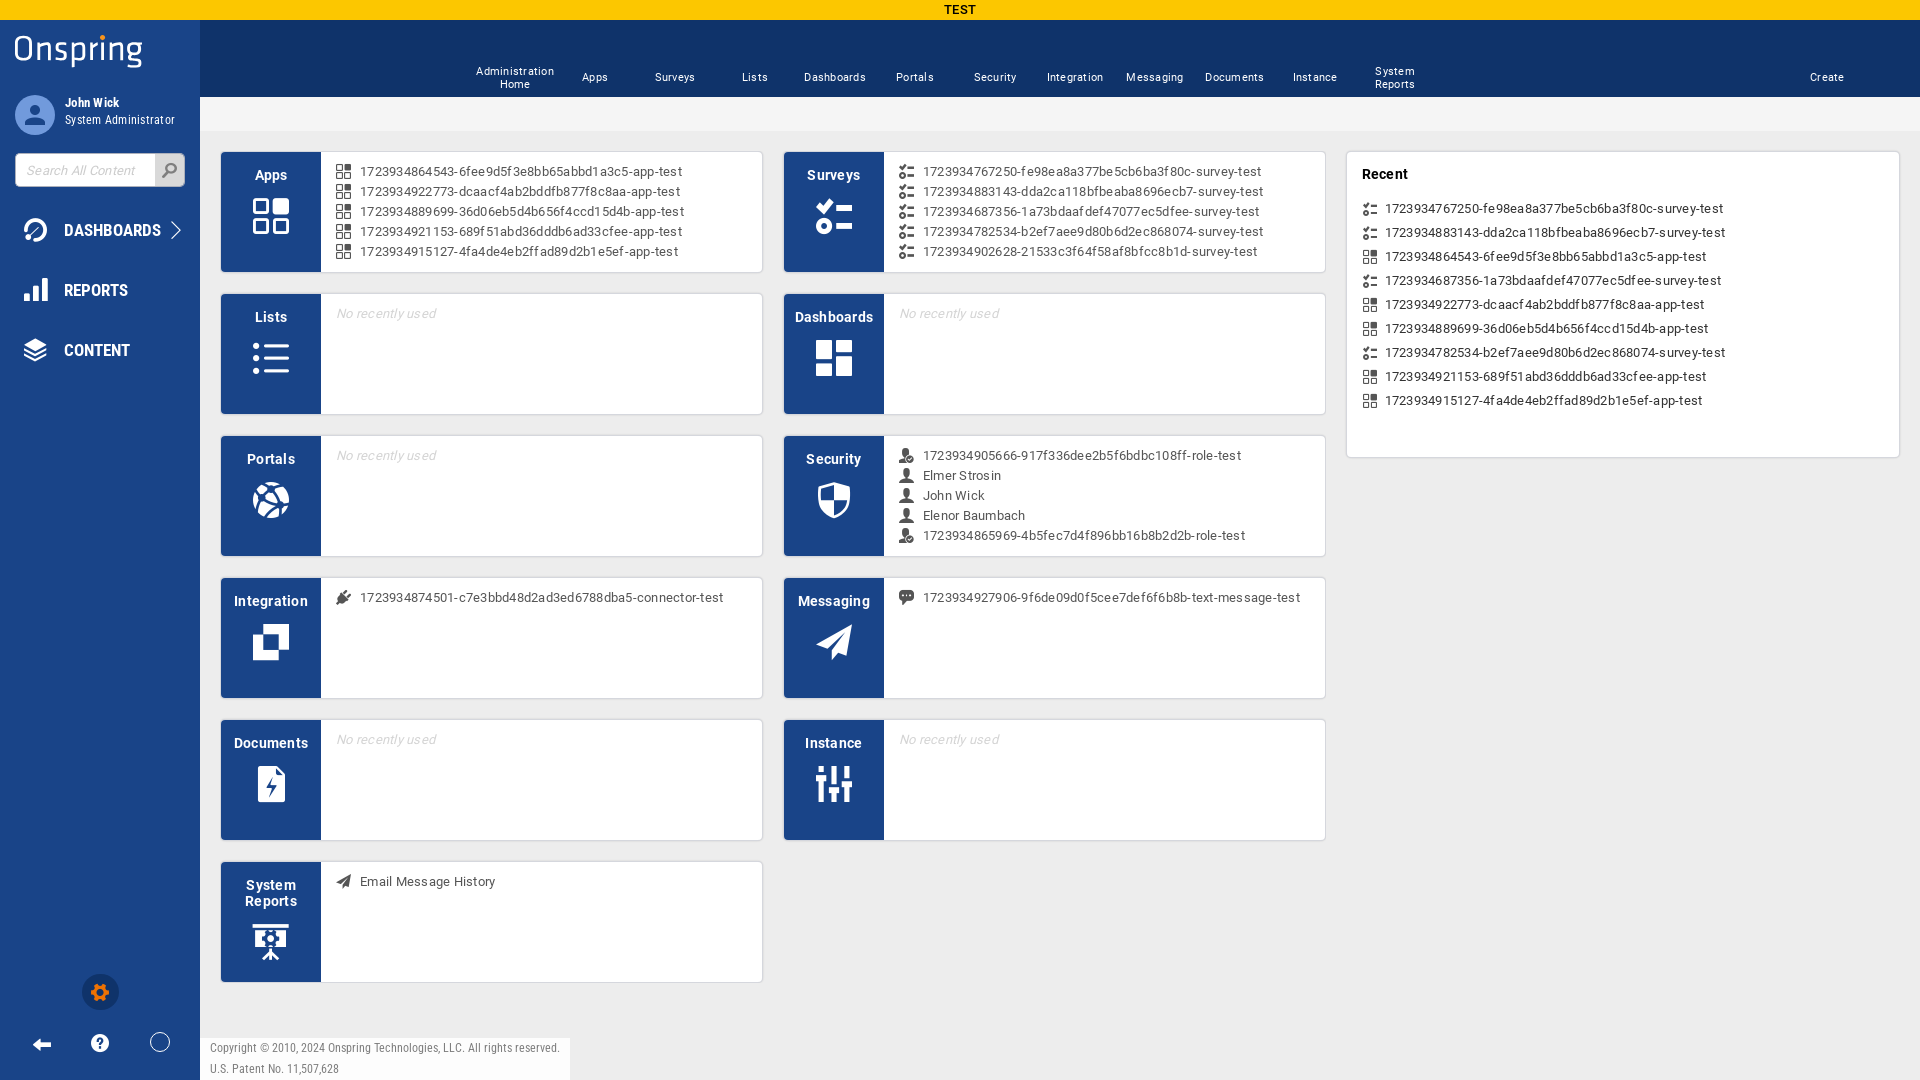 TEST
Onspring
John Wick
System Administrator
Search All Content
DASHBOARDS
REPORTS
CONTENT
Administration Home
Apps
Surveys
Lists
Dashboards
Portals
Security
Integration
Messaging
Documents
Instance
System Reports
Create
Apps
1723934864543-6fee9d5f3e8bb65abbd1a3c5-app-test
1723934922773-dcaacf4ab2bddfb877f8c8aa-app-test
1723934889699-36d06eb5d4b656f4ccd15d4b-app-test
1723934921153-689f51abd36dddb6ad33cfee-app-test
1723934915127-4fa4de4eb2ffad89d2b1e5ef-app-test
Surveys
1723934767250-fe98ea8a377be5cb6ba3f80c-survey-test
1723934883143-dda2ca118bfbeaba8696ecb7-survey-test
1723934687356-1a73bdaafdef47077ec5dfee-survey-test
1723934782534-b2ef7aee9d80b6d2ec868074-survey-test
1723934902628-21533c3f64f58af8bfcc8b1d-survey-test
Lists
No recently used
Dashboards
No recently used
Portals
No recently used
Security
1723934905666-917f336dee2b5f6bdbc108ff-role-test
Elmer Strosin
John Wick
Elenor Baumbach
1723934865969-4b5fec7d4f896bb16b8b2d2b-role-test
Integration
1723934874501-c7e3bbd48d2ad3ed6788dba5-connector-test
Messaging
1723934927906-9f6de09d0f5cee7def6f6b8b-text-message-test
Documents
No recently used
Instance
No recently used
System
Reports
Email Message History
Recent
1723934767250-fe98ea8a377be5cb6ba3f80c-survey-test
1723934883143-dda2ca118bfbeaba8696ecb7-survey-test
1723934864543-6fee9d5f3e8bb65abbd1a3c5-app-test
1723934687356-1a73bdaafdef47077ec5dfee-survey-test
1723934922773-dcaacf4ab2bddfb877f8c8aa-app-test
1723934889699-36d06eb5d4b656f4ccd15d4b-app-test
1723934782534-b2ef7aee9d80b6d2ec868074-survey-test
1723934921153-689f51abd36dddb6ad33cfee-app-test
1723934915127-4fa4de4eb2ffad89d2b1e5ef-app-test
Copyright © 2010, 2024 Onspring Technologies, LLC. All rights reserved.
U.S. Patent No. 11,507,628